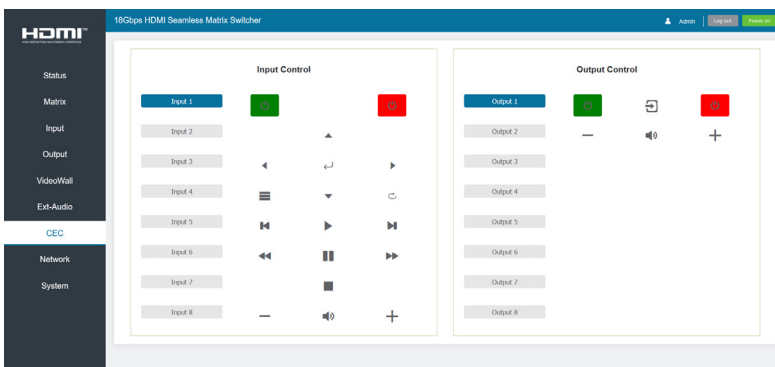 HDMI™
18Gbps HDMI Seamless Matrix Switcher
Admin
Log out
Power on
Status
Matrix
Input
Output
VideoWall
Ext-Audio
CEC
Network
System
Input Control
Input 1
Input 2
Input 3
Input 4
Input 5
Input 6
Input 7
Input 8
Output Control
Output 1
Output 2
Output 3
Output 4
Output 5
Output 6
Output 7
Output 8